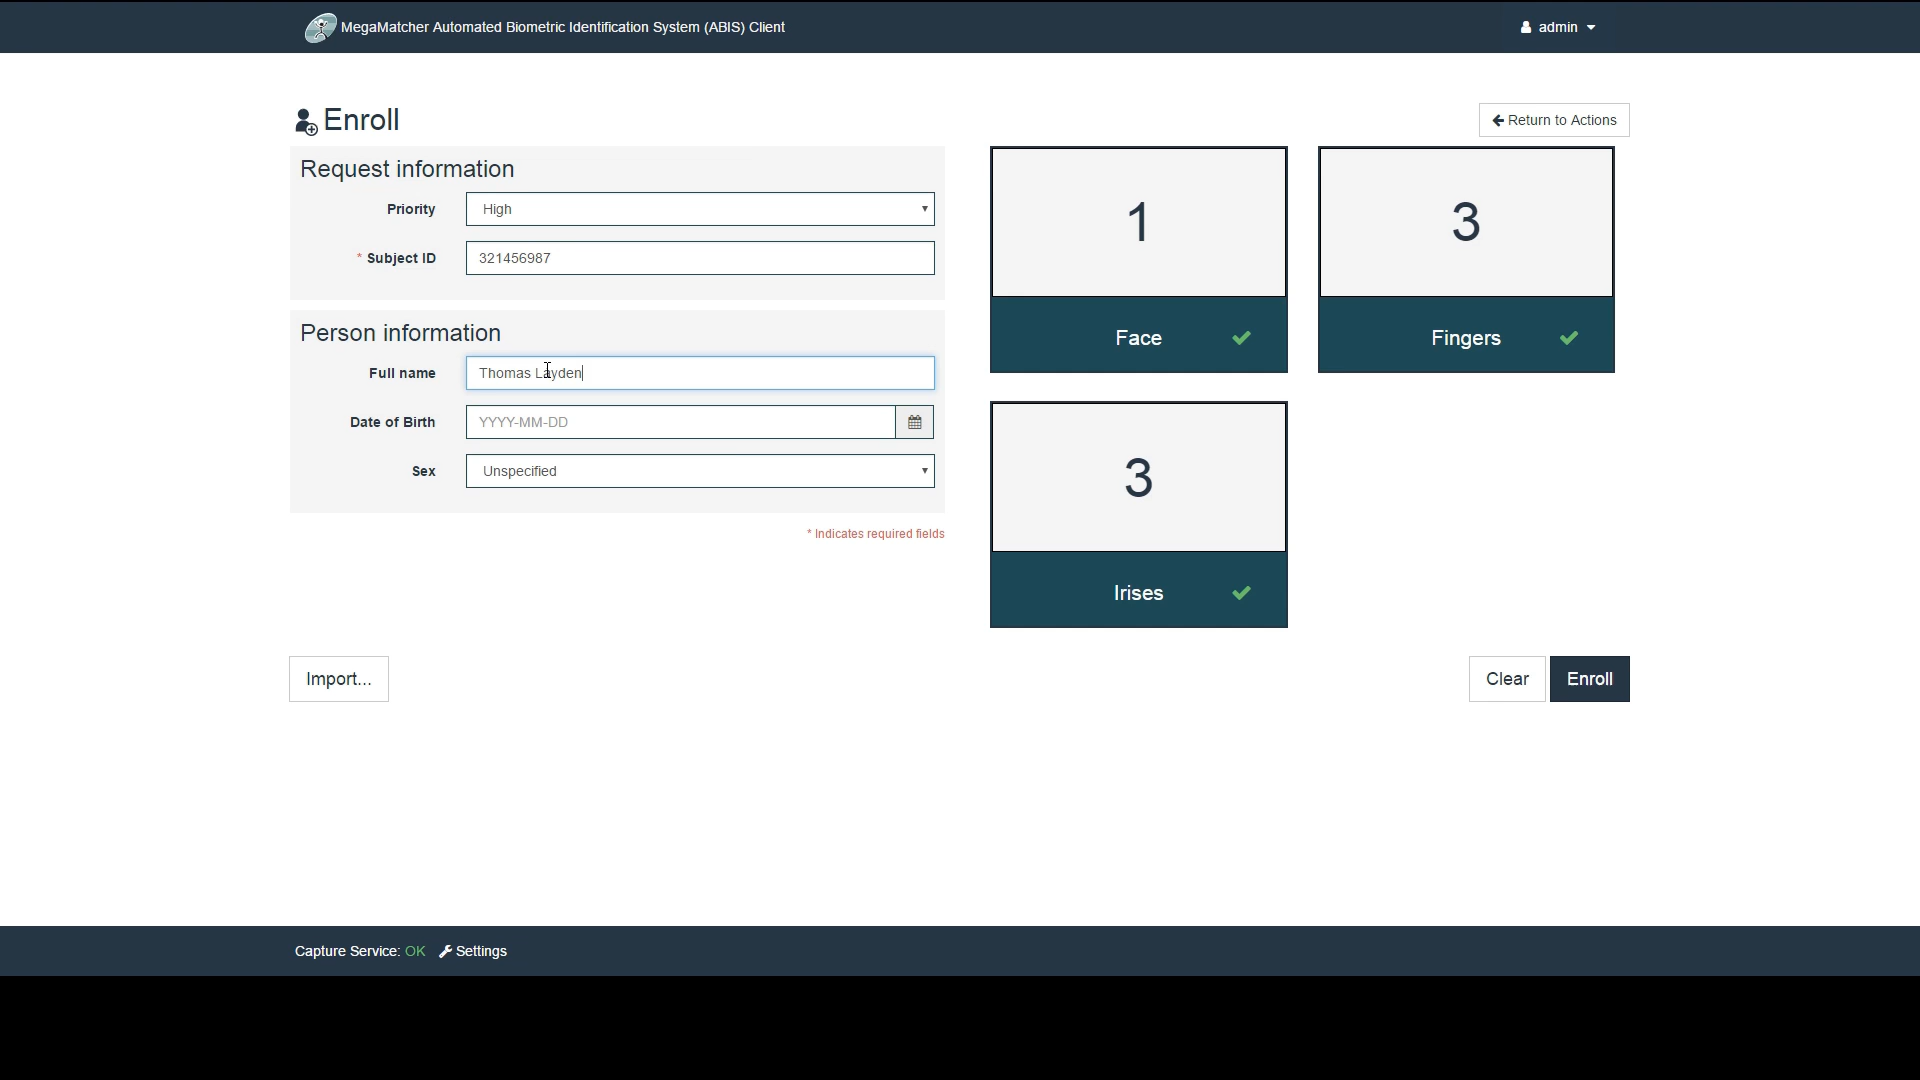 MegaMatcher Automated Biometric Identification System (ABIS) Client
admin
Enroll
Return to Actions
Request information
Priority
High
* Subject ID
321456987
Person information
Full name
Thomas Layden
Date of Birth
YYYY-MM-DD
Sex
Unspecified
* Indicates required fields
1
Face
3
Fingers
3
Irises
Import...
Clear
Enroll
Capture Service: OK
Settings